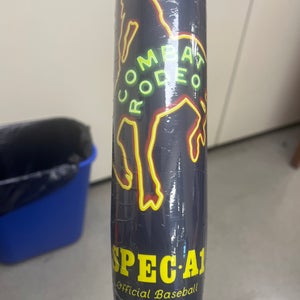 COMBAT
RODEO
SPEC-A1
Official Baseball